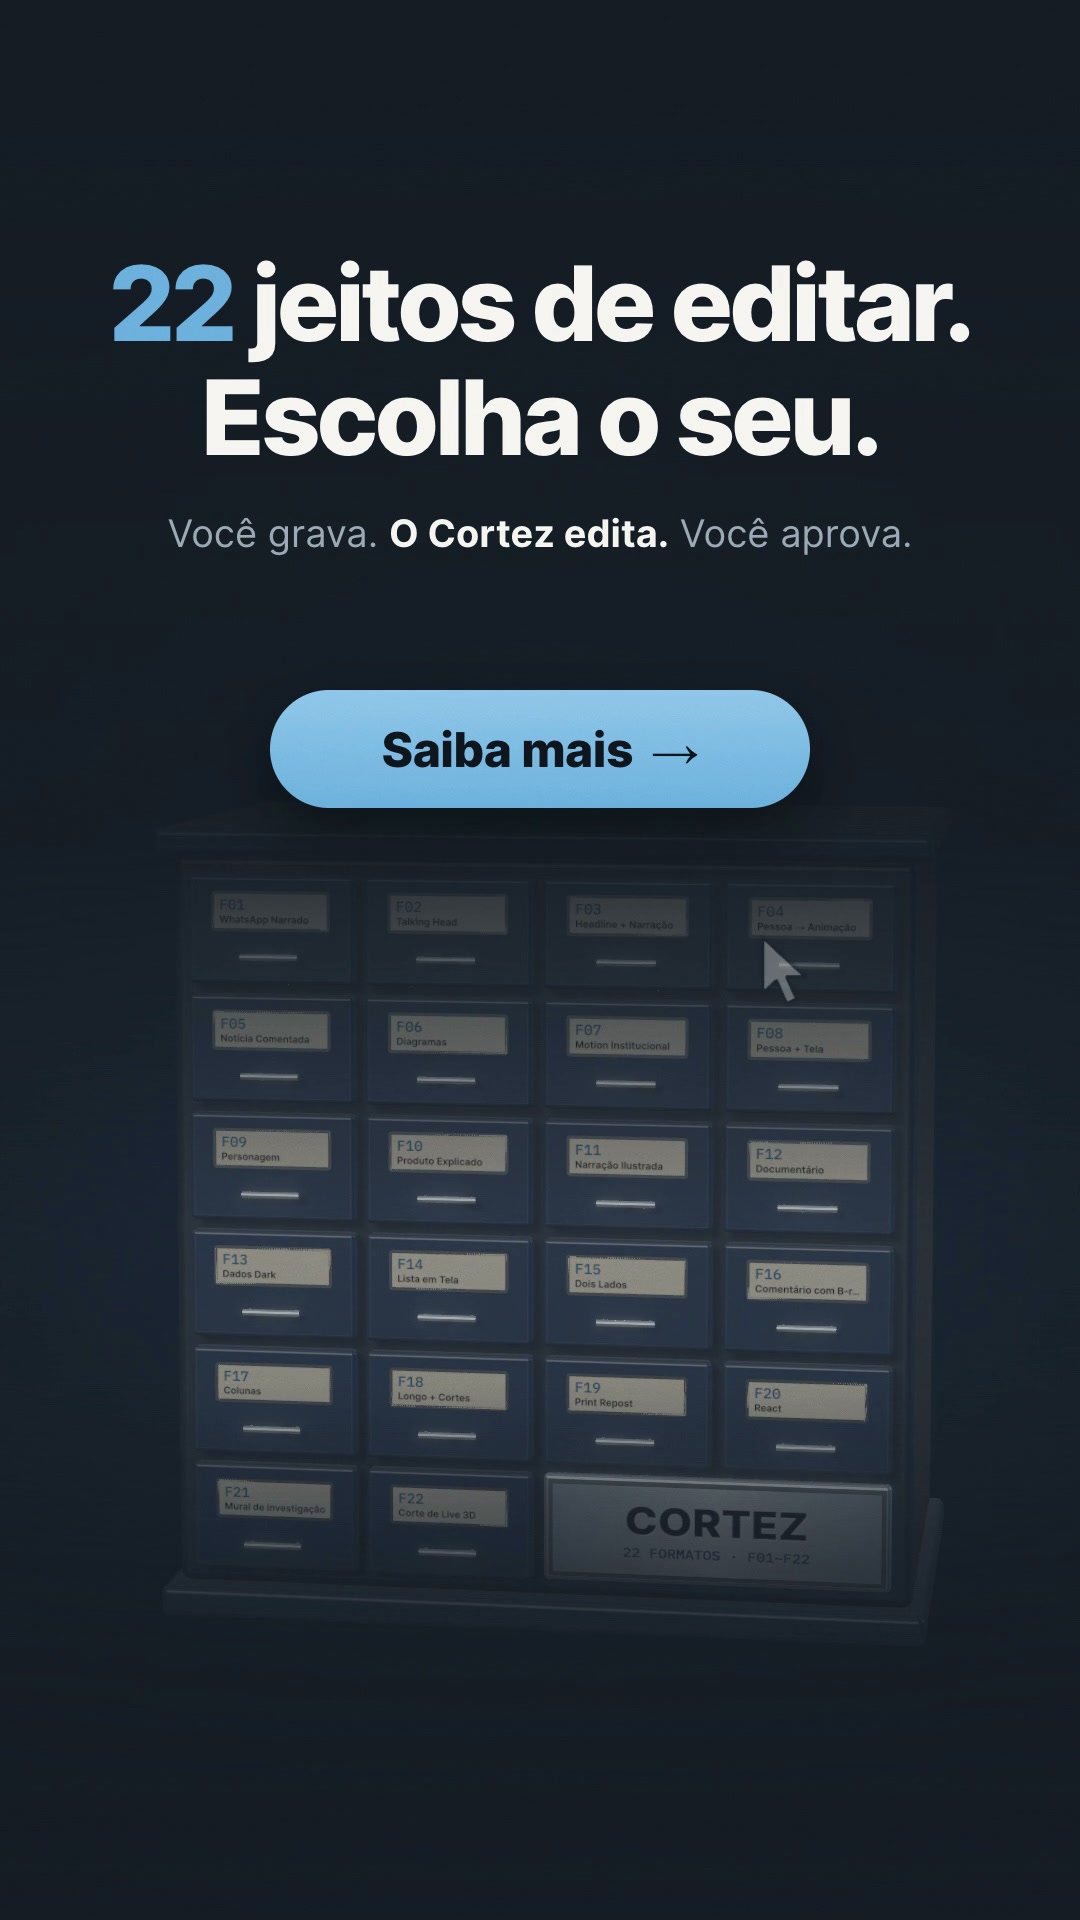 22 jeitos de editar.
Escolha o seu.
Você grava. O Cortez edita. Você aprova.
Saiba mais →
F01
WhatsApp Narrado
F02
Talking Head
F03
Headline + Narração
F04
Pessoa → Animação
F05
Notícia Comentada
F06
Diagramas
F07
Motion Institucional
F08
Pessoa + Tela
F09
Personagem
F10
Produto Explicado
F11
Narração Ilustrada
F12
Documentário
F13
Dados Dark
F14
Lista em Tela
F15
Dois Lados
F16
Comentário com B-r...
F17
Colunas
F18
Longo + Cortes
F19
Print Repost
F20
React
F21
Mural de Investigação
F22
Corte de Live 3D
CORTEZ
22 FORMATOS · F01–F22